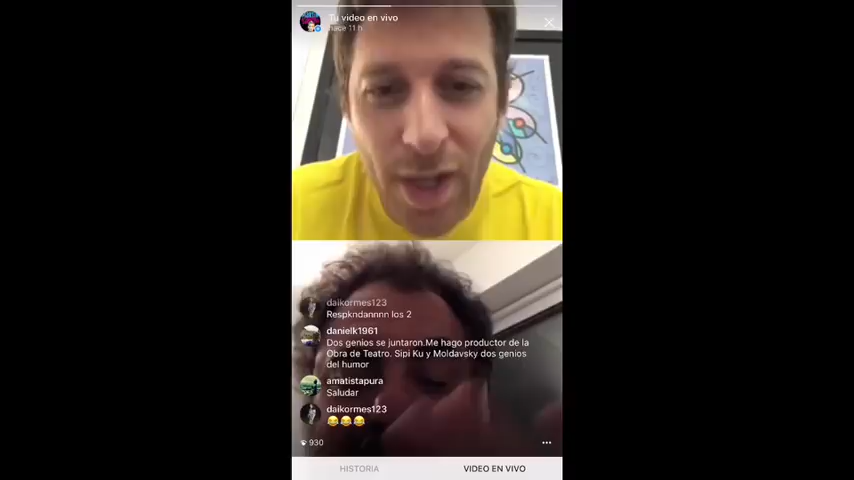 Tu video en vivo
hace 11 h
daikormes123
Respkndannnn los 2
danielk1961
Dos genios se juntaron.Me hago productor de la
Obra de Teatro. Sipi Ku y Moldavsky dos genios
del humor
amatistapura
Saludar
daikormes123
😂😂😂
930
HISTORIA
VIDEO EN VIVO